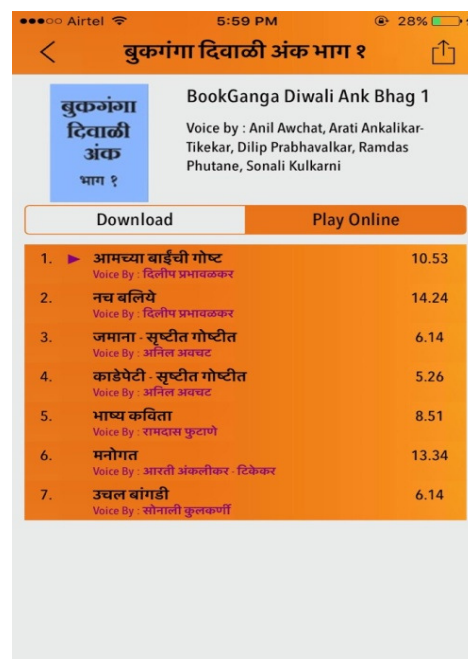 Airtel 5:59 PM 28%
बुकगंगा दिवाळी अंक भाग १
बुकगंगा
दिवाळी
अंक
भाग १
BookGanga Diwali Ank Bhag 1
Voice by : Anil Awchat, Arati Ankalikar-
Tikekar, Dilip Prabhavalkar, Ramdas
Phutane, Sonali Kulkarni
Download Play Online
1. आमच्या बाईंची गोष्ट 10.53
Voice By : दिलीप प्रभावळकर
2. नच बलिये 14.24
Voice By : दिलीप प्रभावळकर
3. जमाना - सृष्टीत गोष्टीत 6.14
Voice By : अनिल अवचट
4. काडेपेटी - सृष्टीत गोष्टीत 5.26
Voice By : अनिल अवचट
5. भाष्य कविता 8.51
Voice By : रामदास फुटाणे
6. मनोगत 13.34
Voice By : आरती अंकलीकर - टिकेकर
7. उचल बांगडी 6.14
Voice By : सोनाली कुलकर्णी